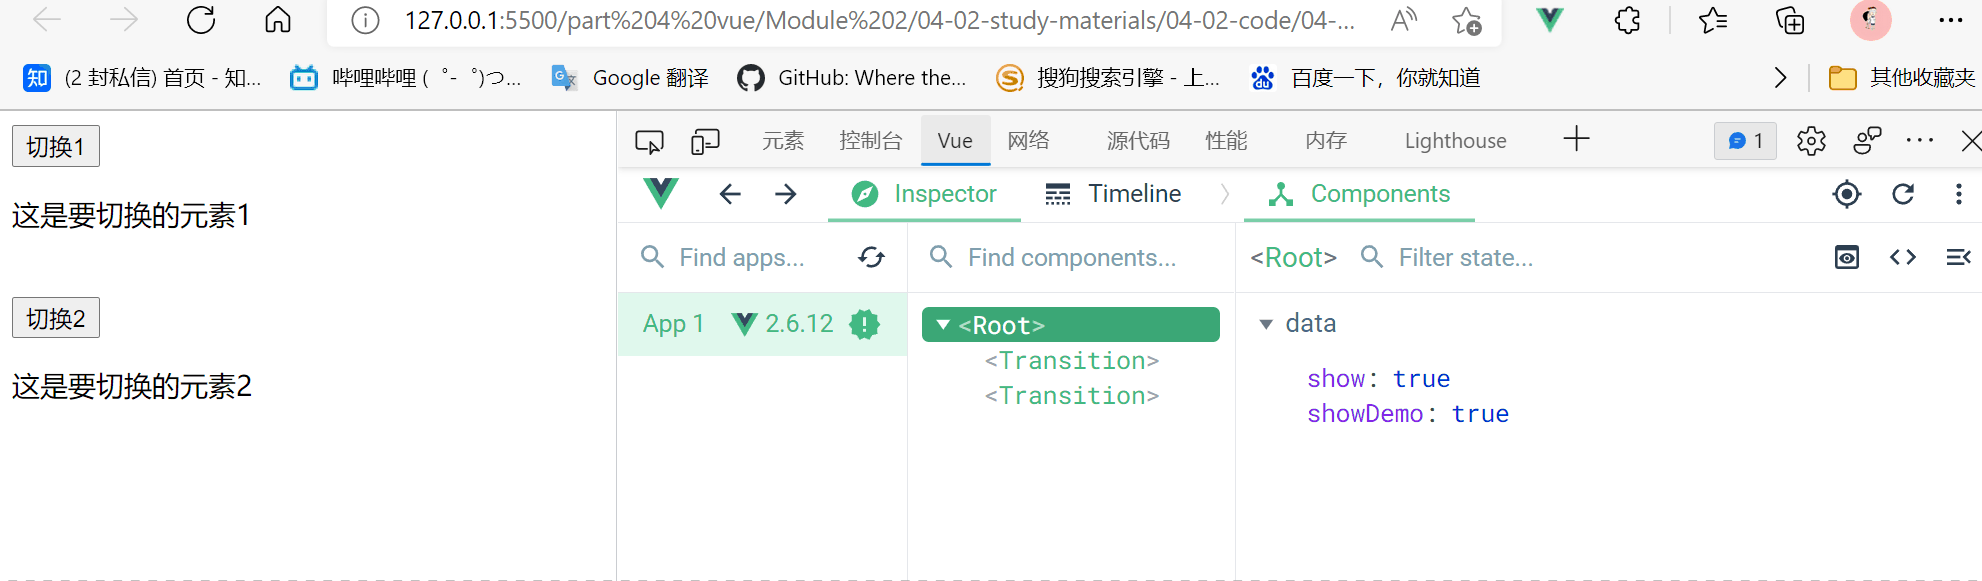 127.0.0.1:5500/part%204%20vue/Module%202/04-02-study-materials/04-02-code/04-...
知 (2 封私信) 首页 - 知... 哔哩哔哩 ( ゜- ゜)つ... Google 翻译 GitHub: Where the... 搜狗搜索引擎 - 上... 百度一下，你就知道 其他收藏夹
切换1
这是要切换的元素1
切换2
这是要切换的元素2
元素 控制台 Vue 网络 源代码 性能 内存 Lighthouse 1
Inspector Timeline Components
Find apps... Find components... <Root> Filter state...
App 1 2.6.12
<Root>
<Transition>
<Transition>
data
show: true
showDemo: true